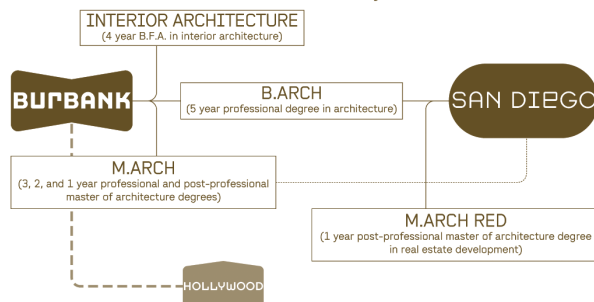 INTERIOR ARCHITECTURE
(4 year B.F.A. in interior architecture)
BURBANK
B.ARCH
(5 year professional degree in architecture)
SAN DIEGO
M.ARCH
(3, 2, and 1 year professional and post-professional
master of architecture degrees)
M.ARCH RED
(1 year post-professional master of architecture degree
in real estate development)
HOLLYWOOD